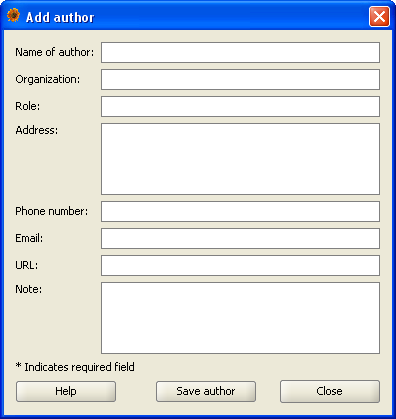 Add author
Name of author:
Organization:
Role:
Address:
Phone number:
Email:
URL:
Note:
* Indicates required field
Help Save author Close